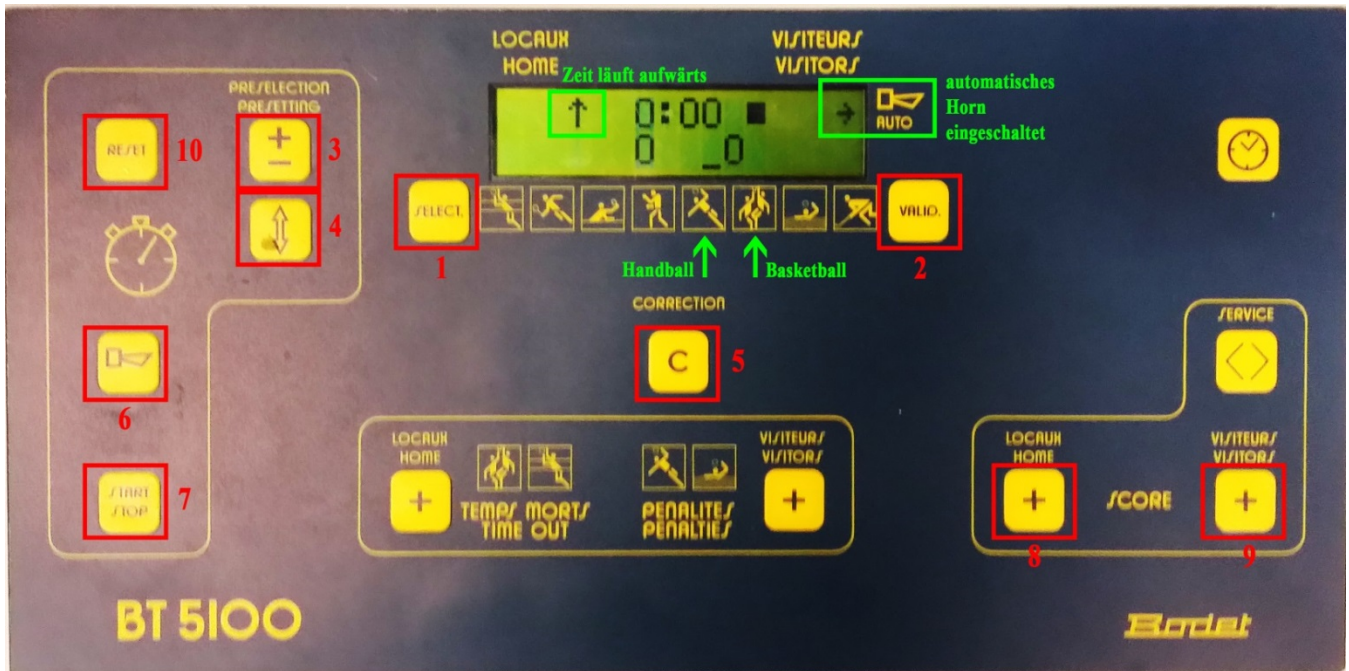 LOCAUX
HOME
VISITEURS
VISITORS
Zeit läuft aufwärts
automatisches
Horn
eingeschaltet
PRESELECTION
PRESETTING
↑ 0:00 ■ →
AUTO
0 _0
RESET
10
+
−
3
4
SELECT.
VALID.
1
Handball
Basketball
2
CORRECTION
C
5
SERVICE
6
LOCAUX
HOME
+
TEMPS MORTS
TIME OUT
PENALITES
PENALTIES
VISITEURS
VISITORS
+
LOCAUX
HOME
+
SCORE
VISITEURS
VISITORS
+
START
STOP
7
8
9
BT 5100
Bodet